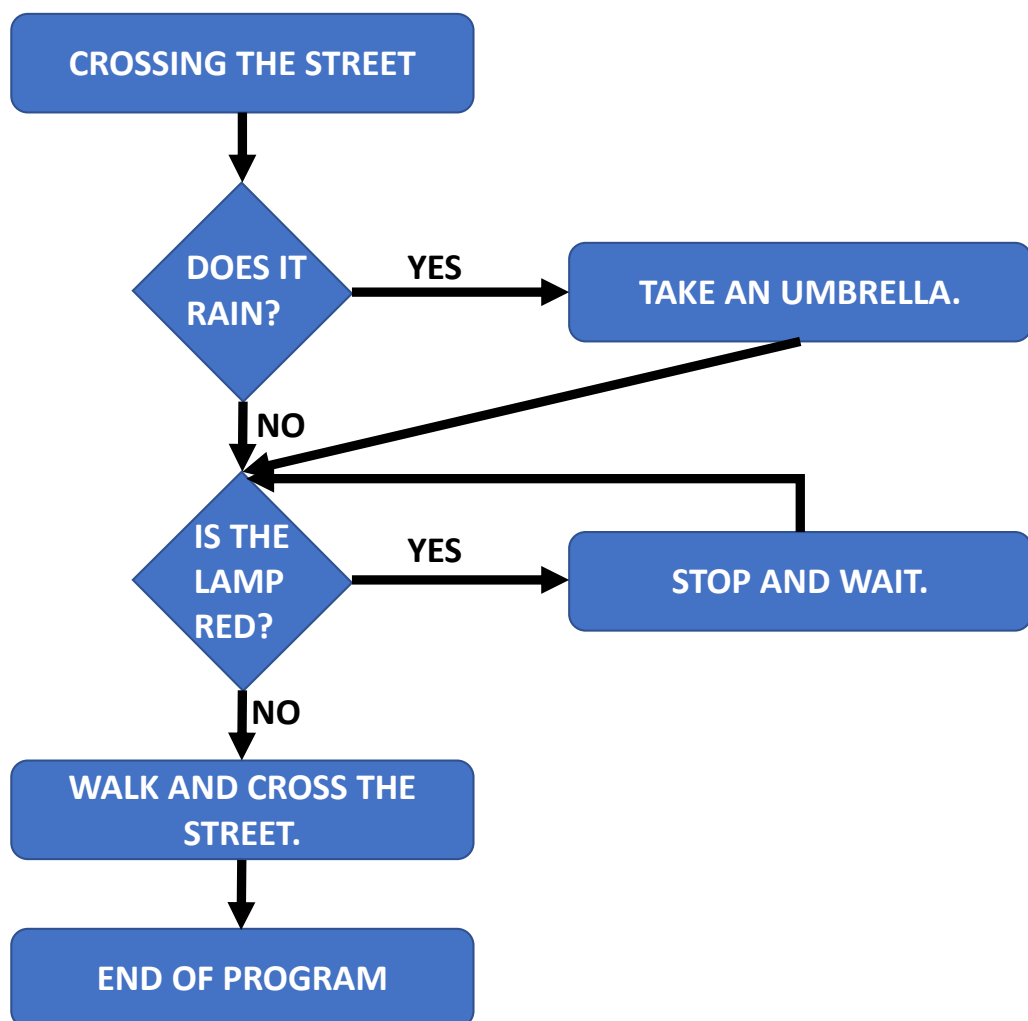 CROSSING THE STREET
DOES IT
RAIN?
YES
TAKE AN UMBRELLA.
NO
IS THE
LAMP
RED?
YES
STOP AND WAIT.
NO
WALK AND CROSS THE
STREET.
END OF PROGRAM